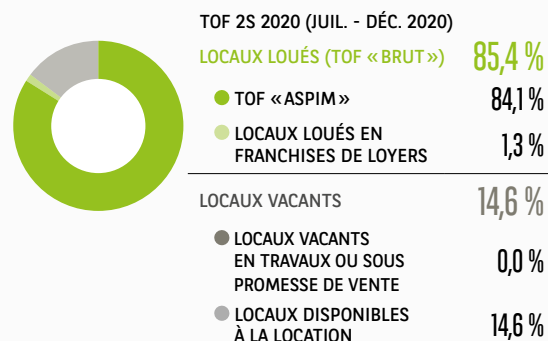 TOF 2S 2020 (JUIL. - DÉC. 2020)
LOCAUX LOUÉS (TOF « BRUT ») 85,4 %
TOF « ASPIM » 84,1 %
LOCAUX LOUÉS EN
FRANCHISES DE LOYERS 1,3 %
LOCAUX VACANTS 14,6 %
LOCAUX VACANTS
EN TRAVAUX OU SOUS
PROMESSE DE VENTE 0,0 %
LOCAUX DISPONIBLES
À LA LOCATION 14,6 %